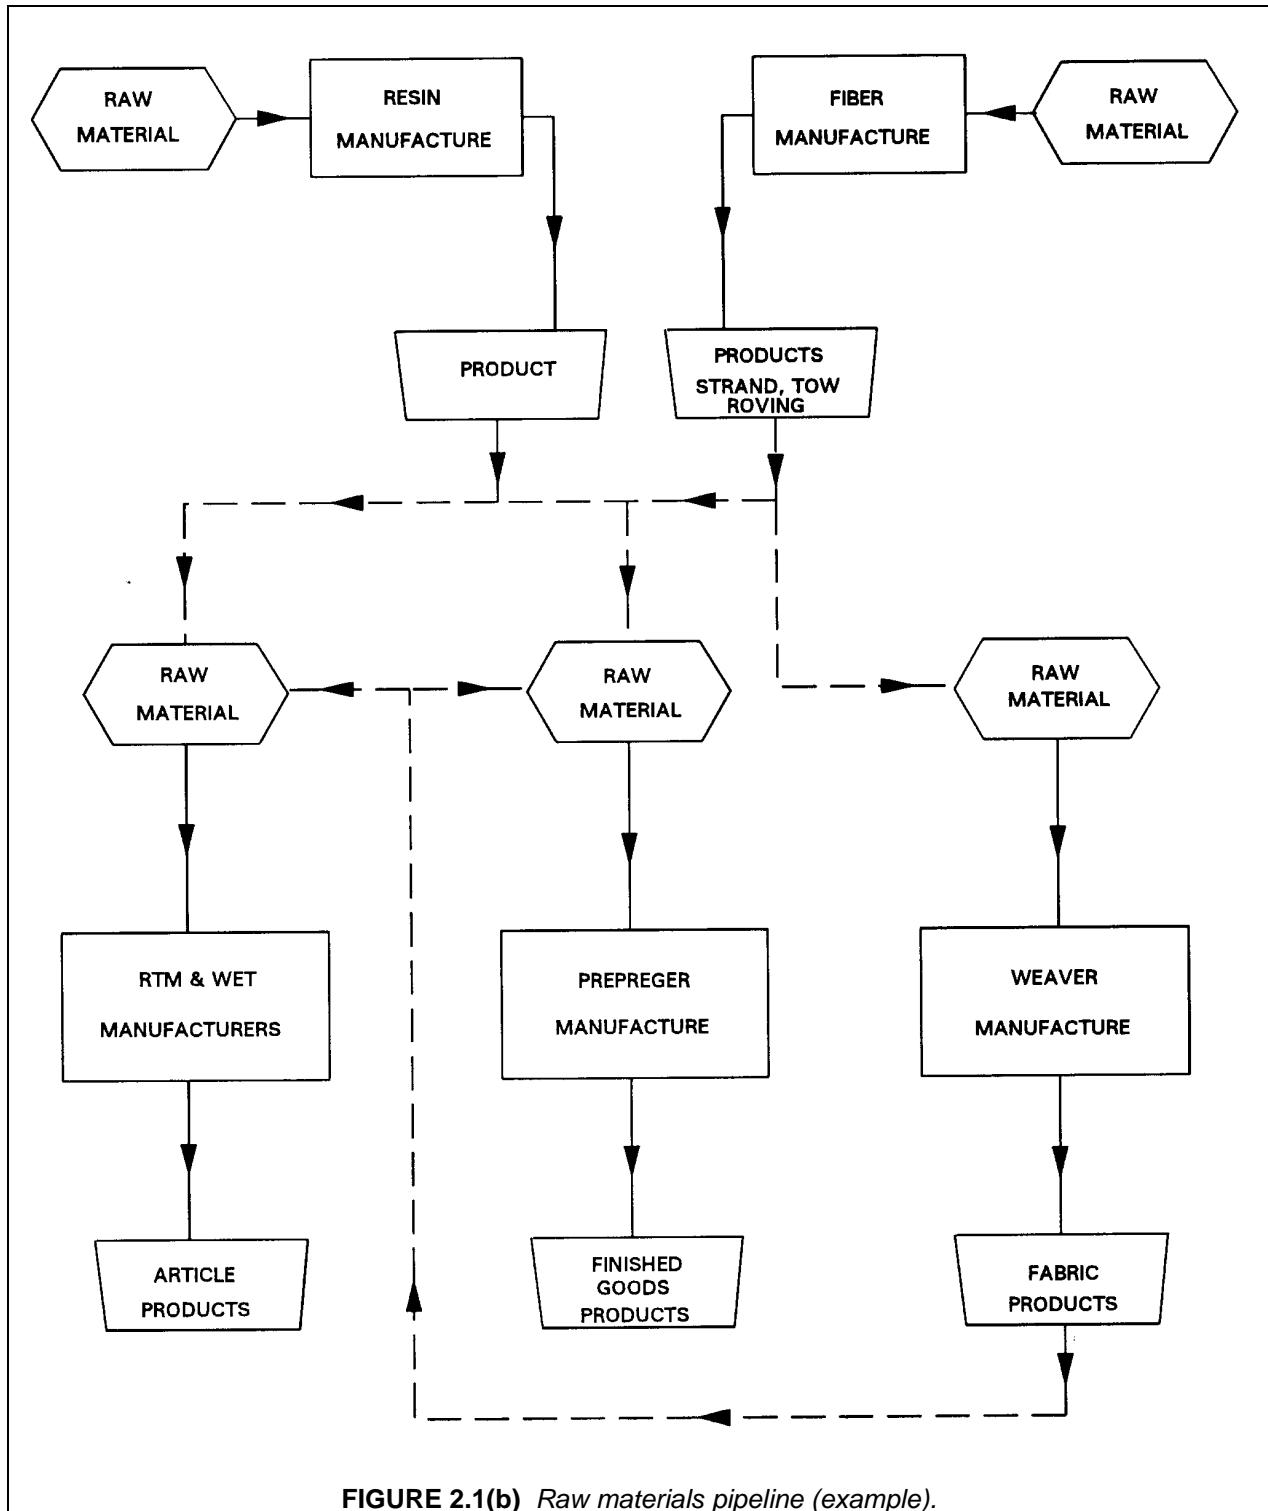 RAW
MATERIAL
RESIN
MANUFACTURE
FIBER
MANUFACTURE
RAW
MATERIAL
PRODUCT
PRODUCTS
STRAND, TOW
ROVING
RAW
MATERIAL
RAW
MATERIAL
RAW
MATERIAL
RTM & WET
MANUFACTURERS
PREPREGER
MANUFACTURE
WEAVER
MANUFACTURE
ARTICLE
PRODUCTS
FINISHED
GOODS
PRODUCTS
FABRIC
PRODUCTS
FIGURE 2.1(b) Raw materials pipeline (example).